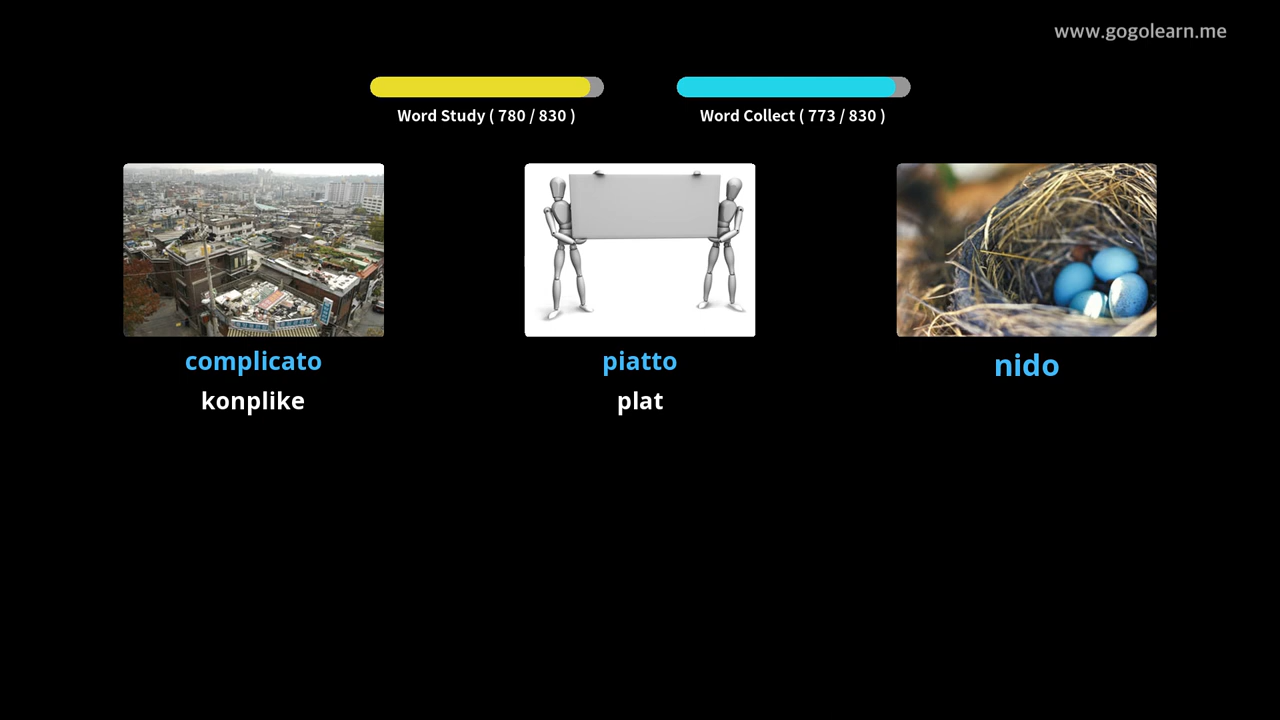 www.gogolearn.me
Word Study ( 780 / 830 )
Word Collect ( 773 / 830 )
complicato
konplike
piatto
plat
nido